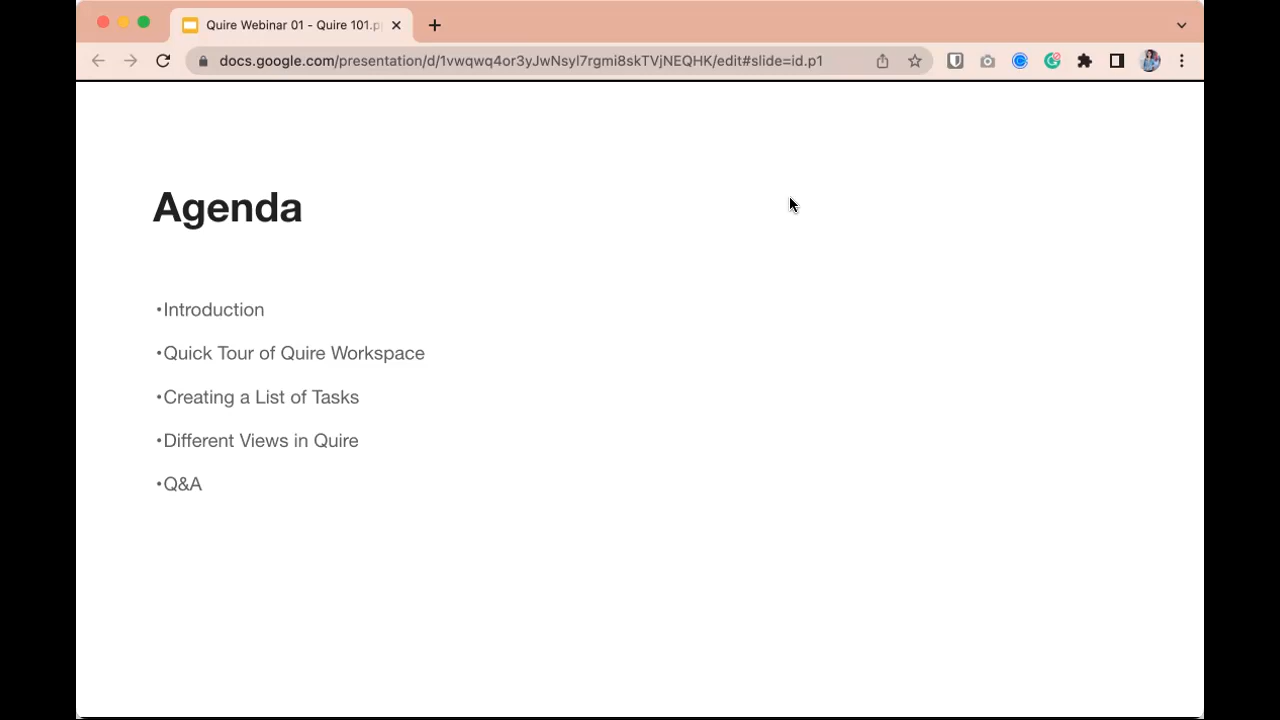 Quire Webinar 01 - Quire 101.p
docs.google.com/presentation/d/1vwqwq4or3yJwNsyl7rgmi8skTVjNEQHK/edit#slide=id.p1
Agenda
•Introduction
•Quick Tour of Quire Workspace
•Creating a List of Tasks
•Different Views in Quire
•Q&A